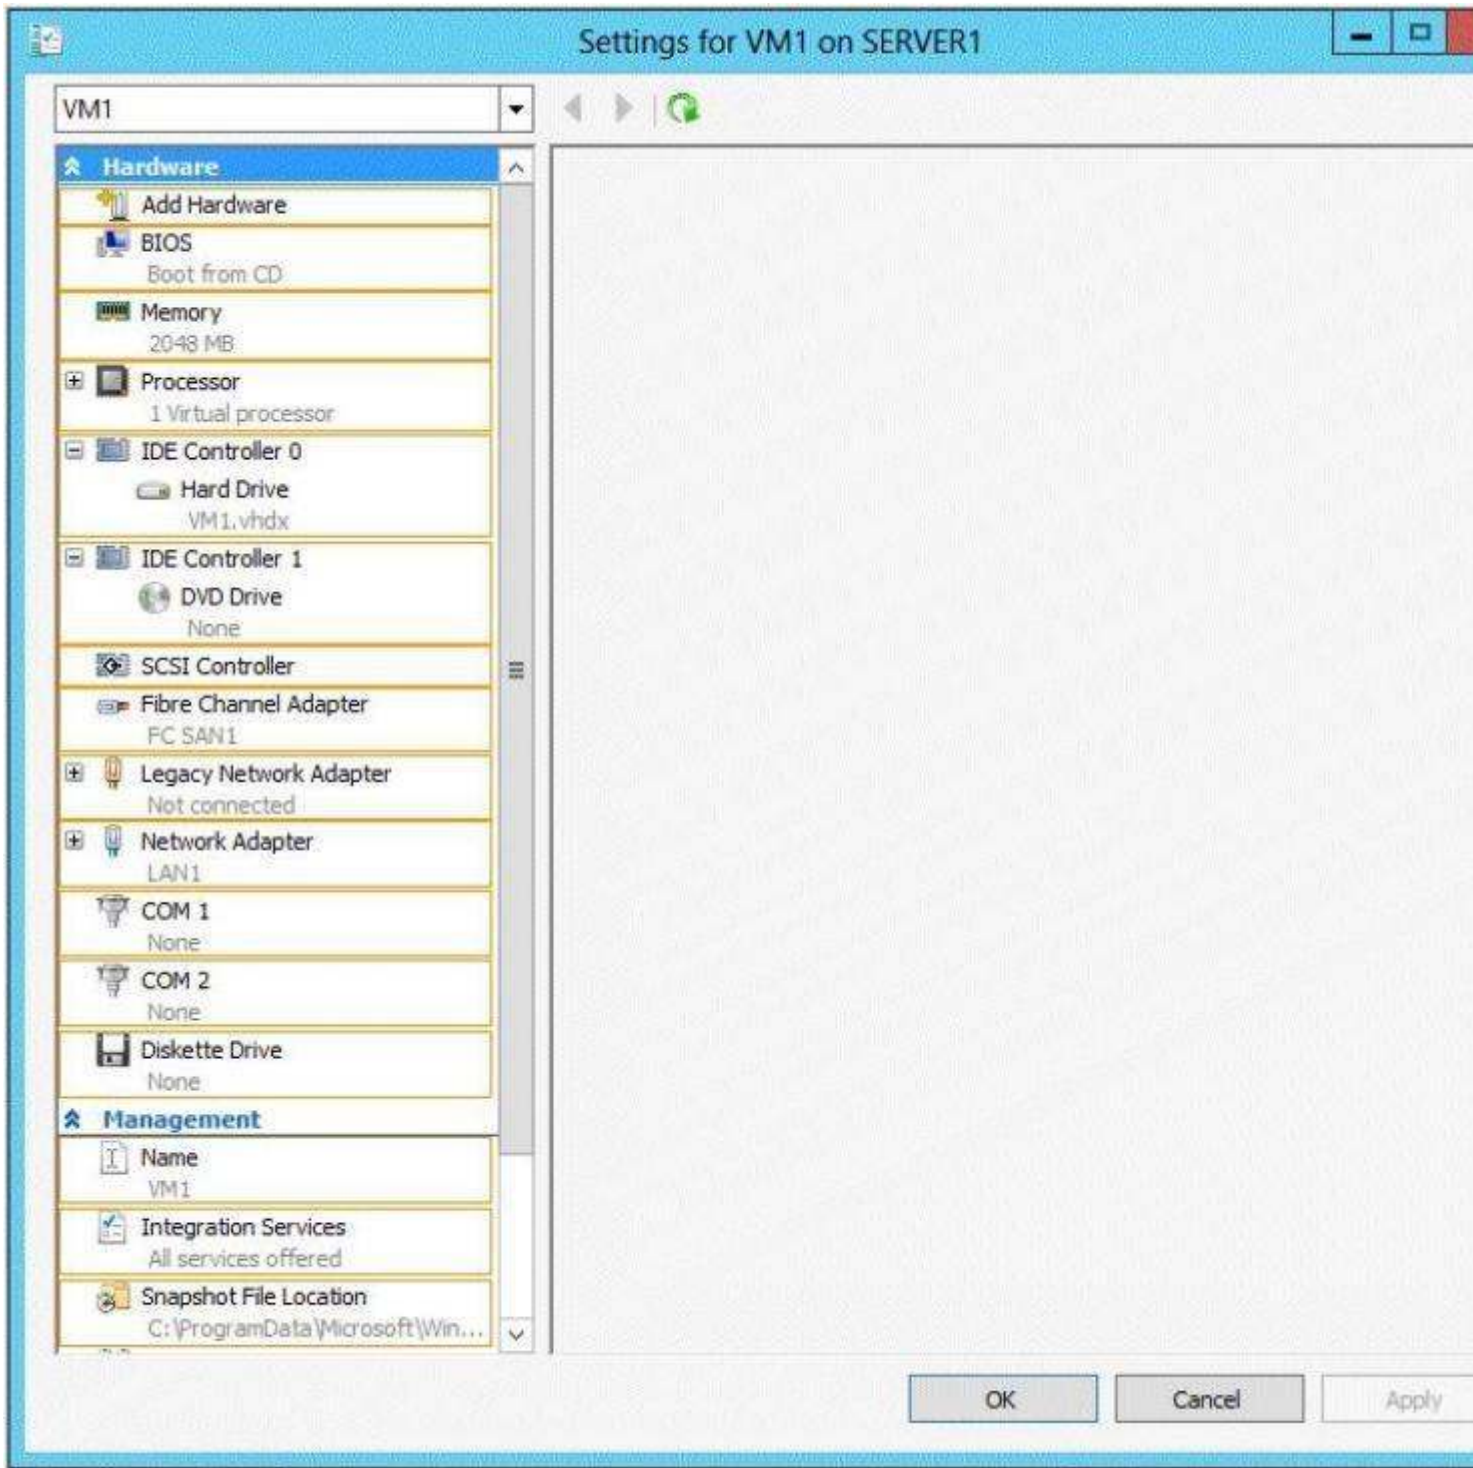 Settings for VM1 on SERVER1
VM1
Hardware
Add Hardware
BIOS
Boot from CD
Memory
2048 MB
Processor
1 Virtual processor
IDE Controller 0
Hard Drive
VM1.vhdx
IDE Controller 1
DVD Drive
None
SCSI Controller
Fibre Channel Adapter
FC SAN1
Legacy Network Adapter
Not connected
Network Adapter
LAN1
COM 1
None
COM 2
None
Diskette Drive
None
Management
Name
VM1
Integration Services
All services offered
Snapshot File Location
C:\ProgramData\Microsoft\Win...
OK Cancel Apply